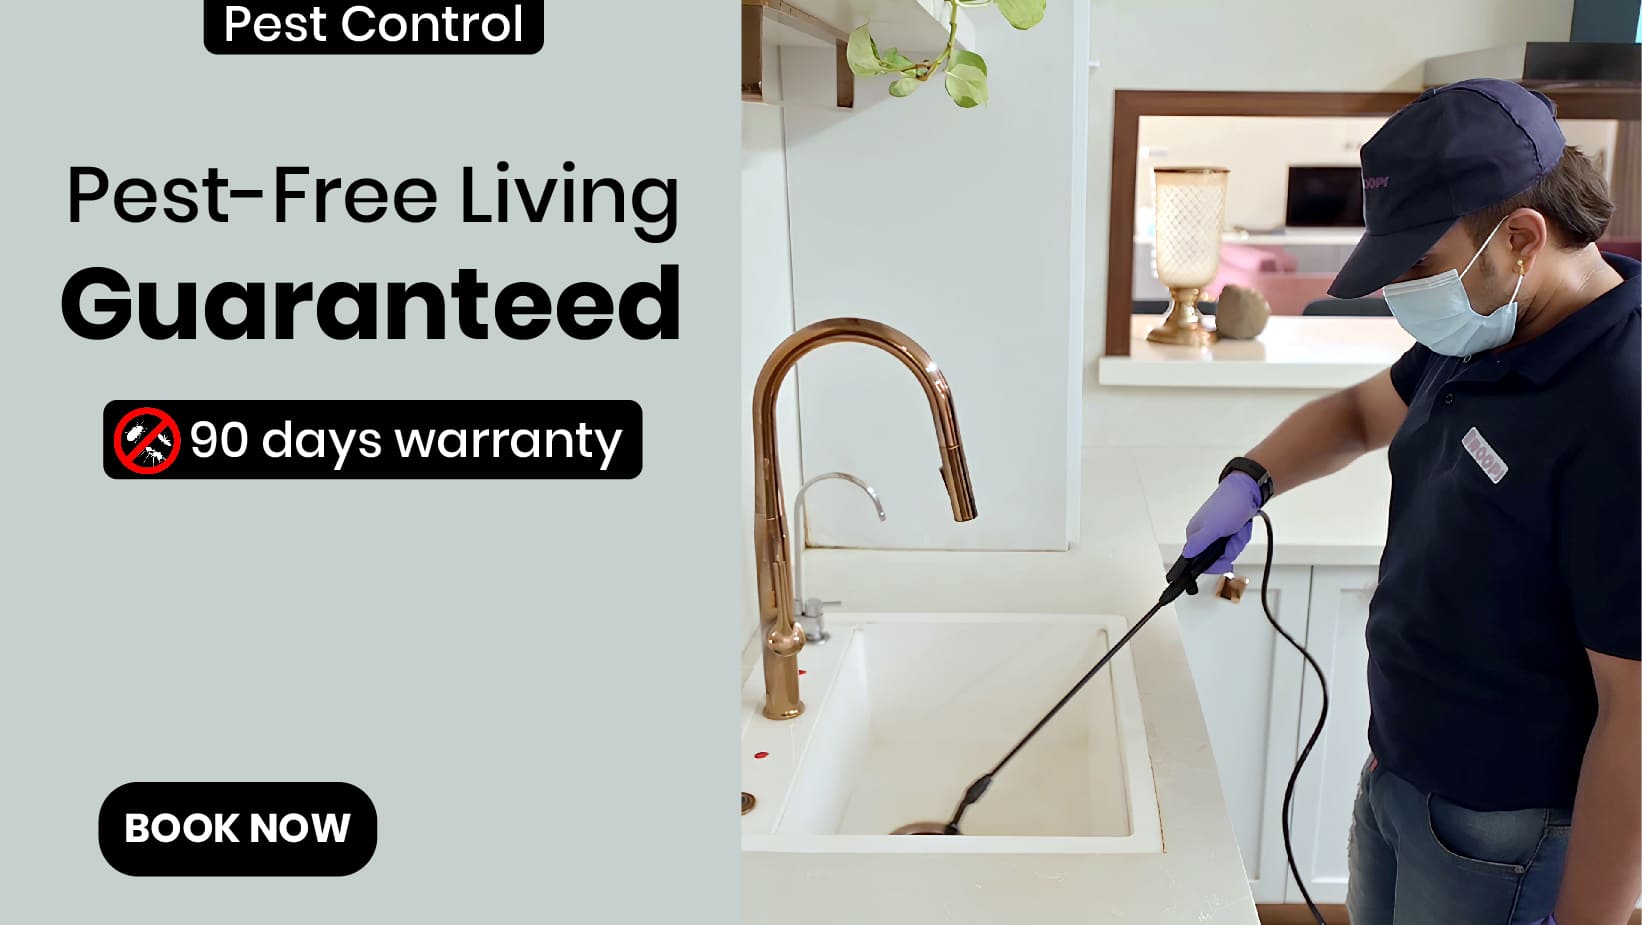 Pest Control
Pest-Free Living
Guaranteed
90 days warranty
BOOK NOW